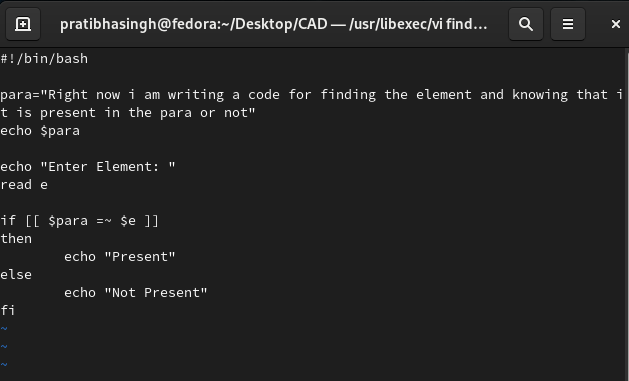 pratibhasingh@fedora:~/Desktop/CAD — /usr/libexec/vi find...
#!/bin/bash
para="Right now i am writing a code for finding the element and knowing that i
t is present in the para or not"
echo $para
echo "Enter Element: "
read e
if [[ $para =~ $e ]]
then
        echo "Present"
else
        echo "Not Present"
fi
~
~
~